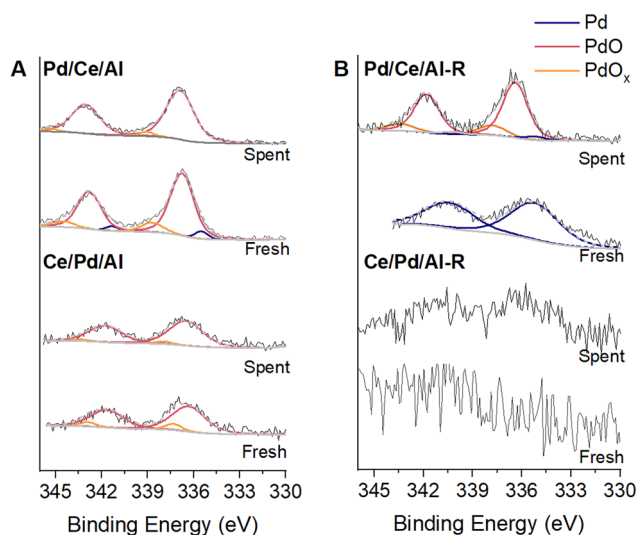 Pd
PdO
PdOₓ
A
Pd/Ce/Al
Spent
Fresh
Ce/Pd/Al
Spent
Fresh
345 342 339 336 333 330
Binding Energy (eV)
B
Pd/Ce/Al-R
Spent
Fresh
Ce/Pd/Al-R
Spent
Fresh
345 342 339 336 333 330
Binding Energy (eV)